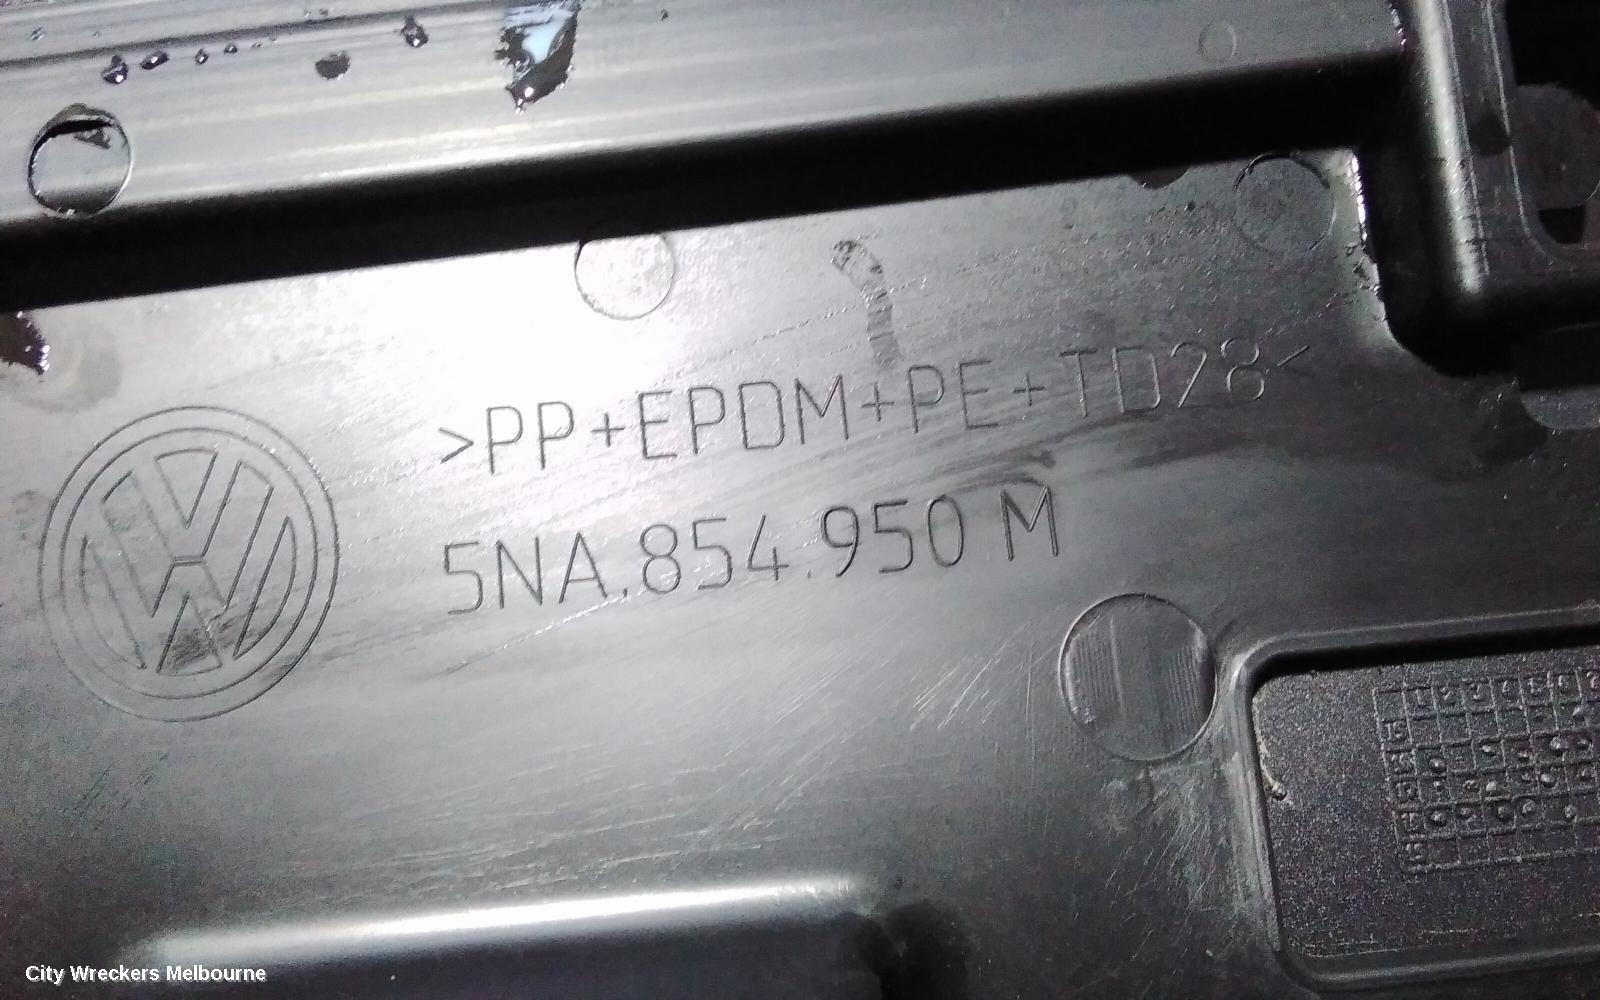 >PP+EPDM+PE+TD28<
5NA.854.950 M
City Wreckers Melbourne